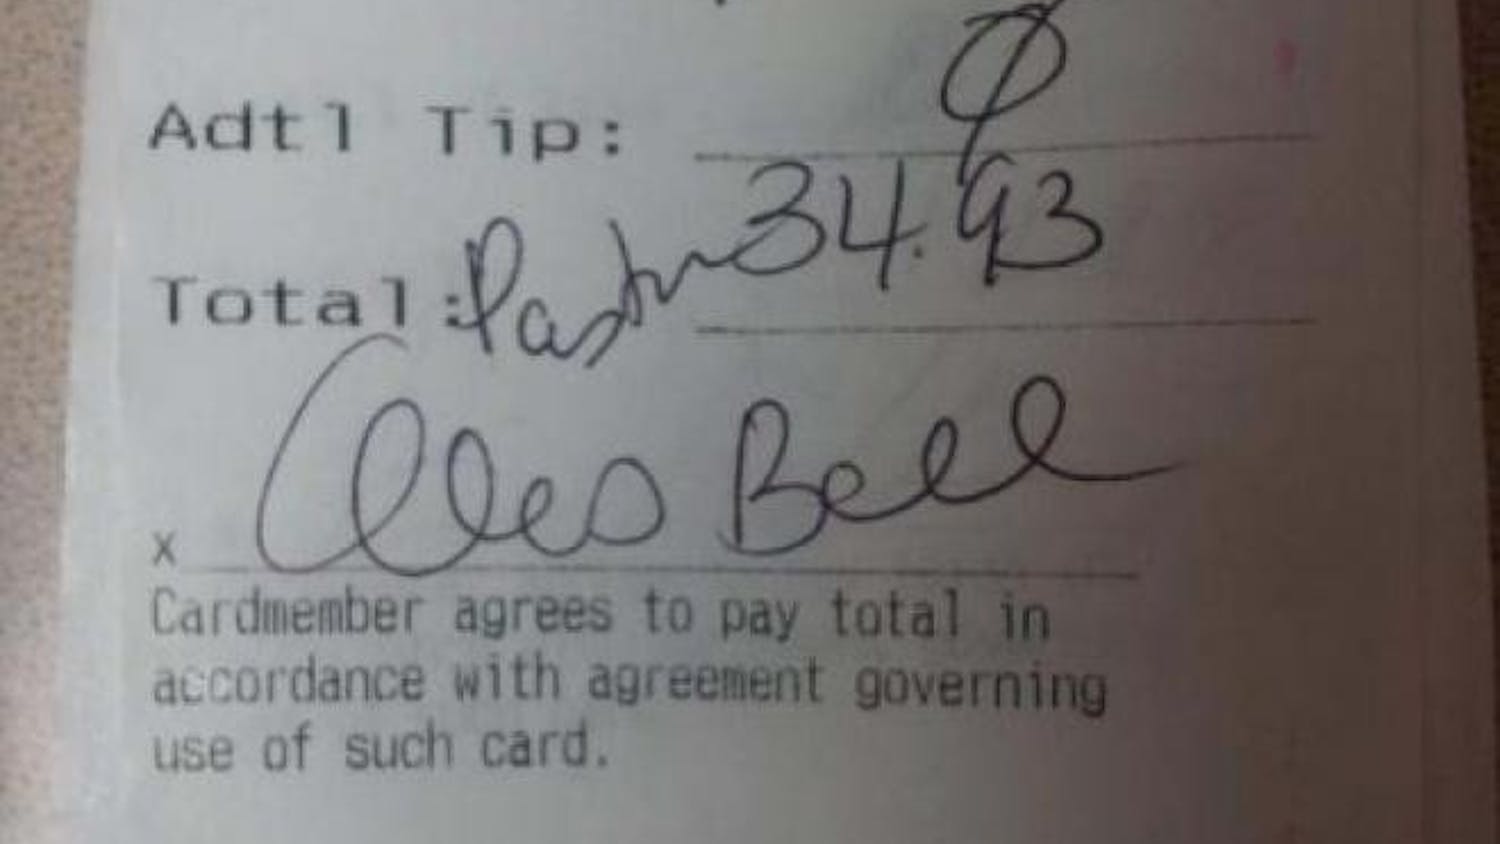 Adtl Tip: Ø
Total: Pastor 34.93
x Alois Bell
Cardmember agrees to pay total in
accordance with agreement governing
use of such card.